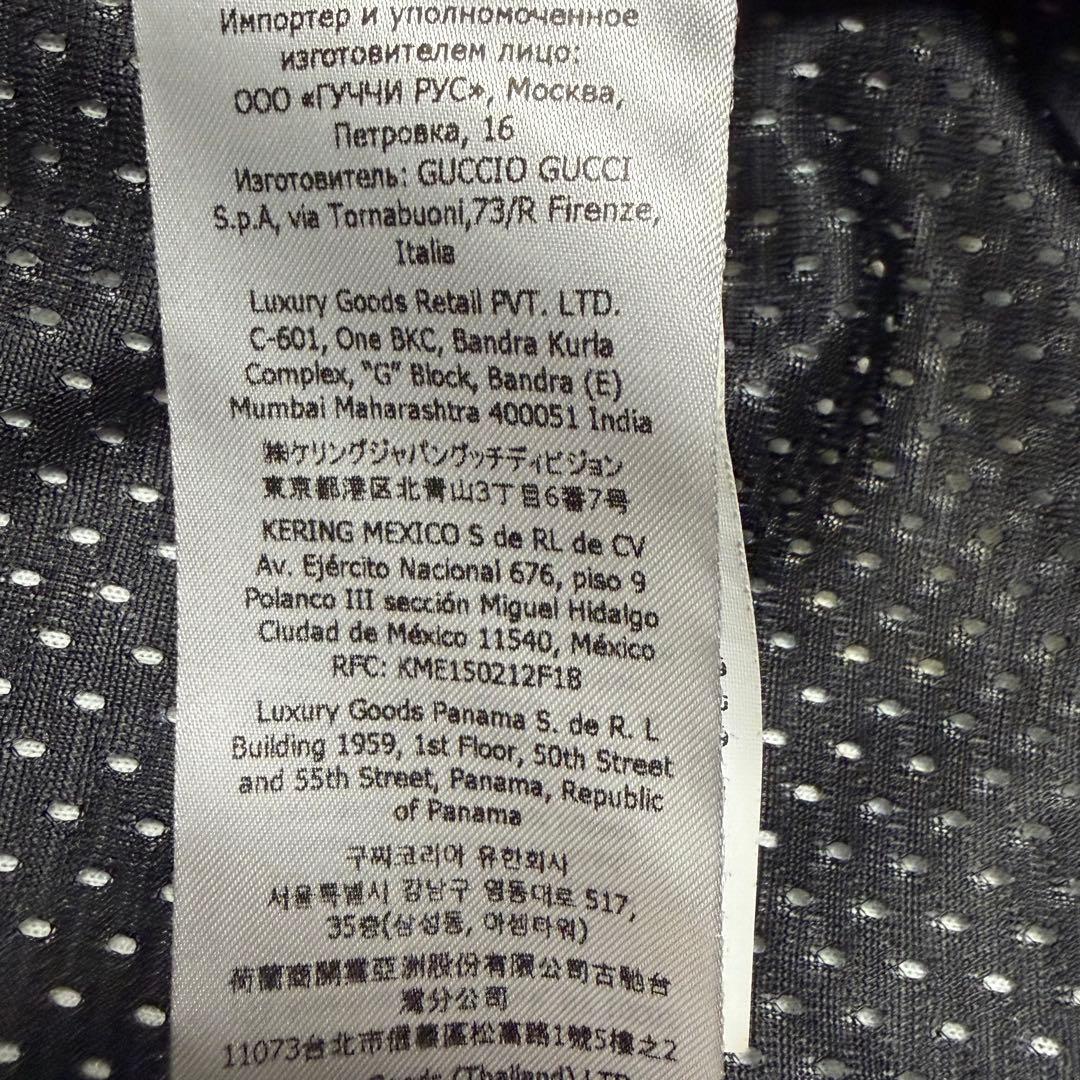 Импортер и уполномоченное
изготовителем лицо:
ООО «ГУЧЧИ РУС», Москва,
Петровка, 16
Изготовитель: GUCCIO GUCCI
S.p.A, via Tornabuoni,73/R Firenze,
Italia
Luxury Goods Retail PVT. LTD.
C-601, One BKC, Bandra Kurla
Complex, "G" Block, Bandra (E)
Mumbai Maharashtra 400051 India
㈱ケリングジャパングッチディビジョン
東京都港区北青山3丁目6番7号
KERING MEXICO S de RL de CV
Av. Ejército Nacional 676, piso 9
Polanco III sección Miguel Hidalgo
Ciudad de México 11540, México
RFC: KME150212F18
Luxury Goods Panama S. de R. L
Building 1959, 1st Floor, 50th Street
and 55th Street, Panama, Republic
of Panama
구찌코리아 유한회사
서울특별시 강남구 영동대로 517,
35층(삼성동, 아셈타워)
荷蘭商開雲亞洲股份有限公司古馳台
灣分公司
11073台北市信義區松高路1號5樓之2
Goods (Thailand) LTD